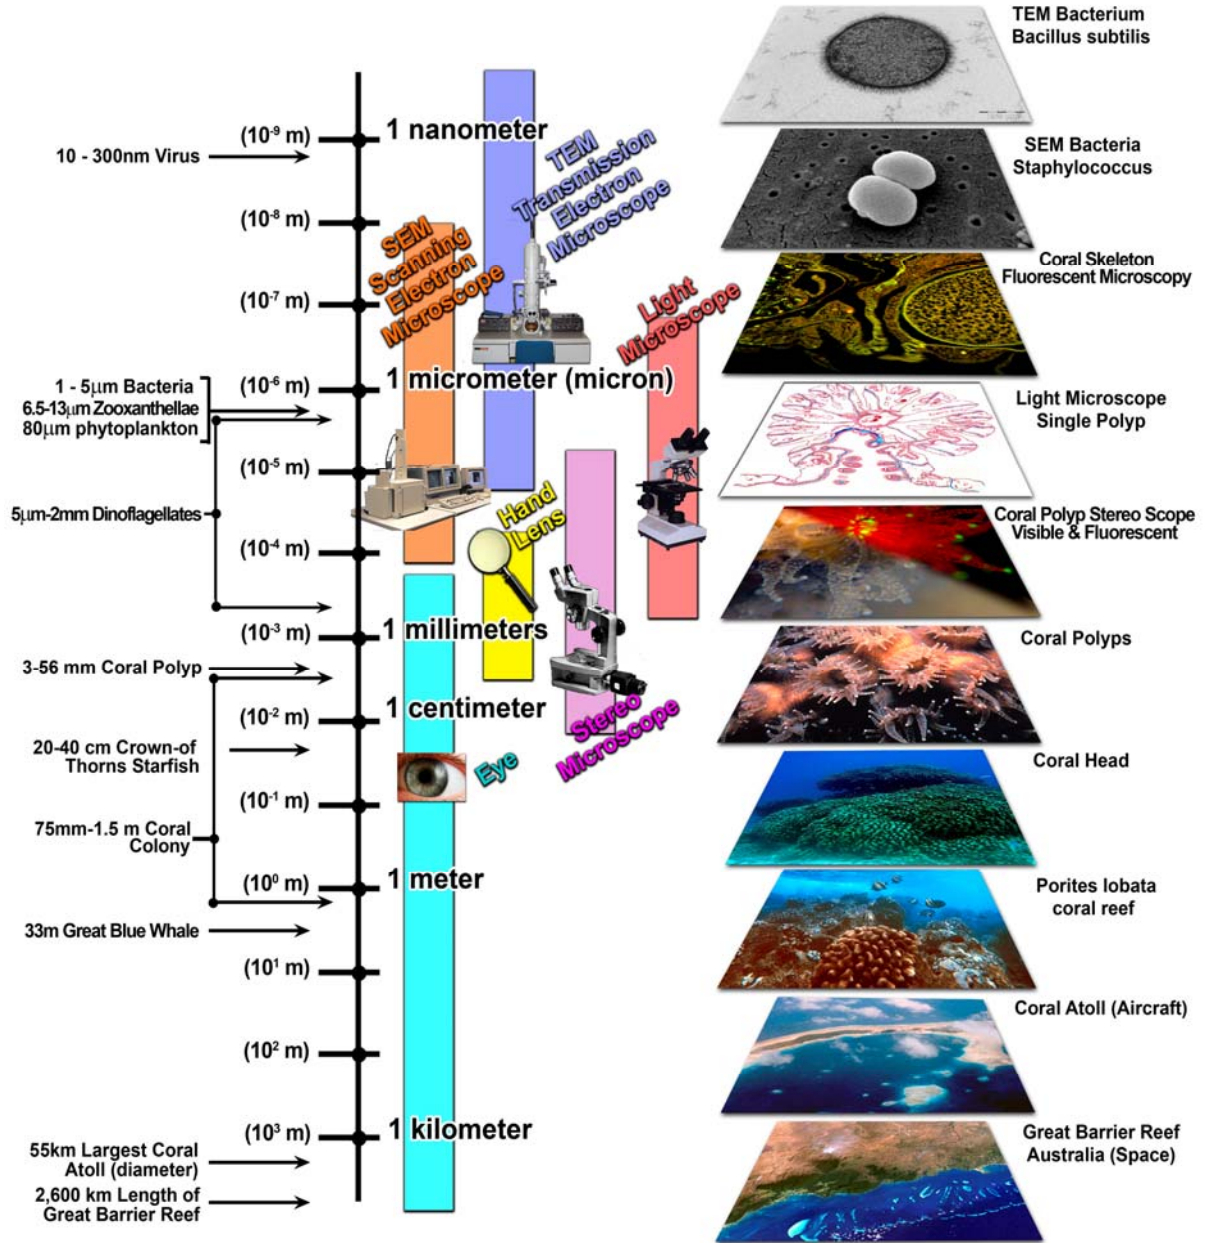 TEM Bacterium
Bacillus subtilis
(10⁻⁹ m)
1 nanometer
10 - 300nm Virus
TEM
Transmission
Electron
Microscope
SEM Bacteria
Staphylococcus
(10⁻⁸ m)
SEM
Scanning
Electron
Microscope
Coral Skeleton
Fluorescent Microscopy
(10⁻⁷ m)
Light
Microscope
(10⁻⁶ m)
1 micrometer (micron)
1 - 5µm Bacteria
6.5-13µm Zooxanthellae
80µm phytoplankton
Light Microscope
Single Polyp
(10⁻⁵ m)
5µm-2mm Dinoflagellates
Hand
Lens
Coral Polyp Stereo Scope
Visible & Fluorescent
(10⁻⁴ m)
(10⁻³ m)
1 millimeters
Coral Polyps
3-56 mm Coral Polyp
(10⁻² m)
1 centimeter
Stereo
Microscope
20-40 cm Crown-of
Thorns Starfish
Eye
Coral Head
(10⁻¹ m)
75mm-1.5 m Coral
Colony
(10⁰ m)
1 meter
Porites lobata
coral reef
33m Great Blue Whale
(10¹ m)
Coral Atoll (Aircraft)
(10² m)
(10³ m)
1 kilometer
55km Largest Coral
Atoll (diameter)
Great Barrier Reef
Australia (Space)
2,600 km Length of
Great Barrier Reef